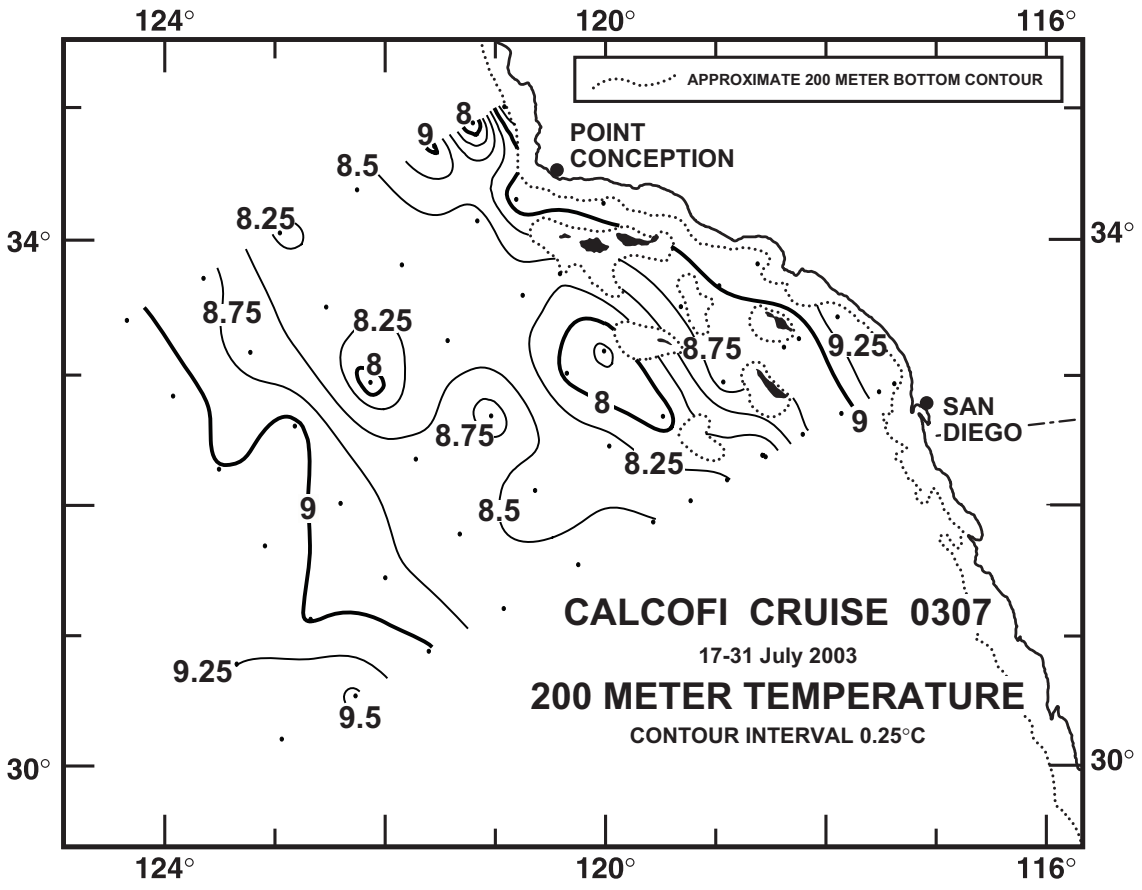 124° 120° 116°
APPROXIMATE 200 METER BOTTOM CONTOUR
8
9
POINT
CONCEPTION
8.5
8.25
34° 34°
8.75
8.25
8.75
9.25
8
8
9
SAN
DIEGO
8.75
8.25
9
8.5
CALCOFI CRUISE 0307
17-31 July 2003
9.25
200 METER TEMPERATURE
9.5
CONTOUR INTERVAL 0.25°C
30° 30°
124° 120° 116°